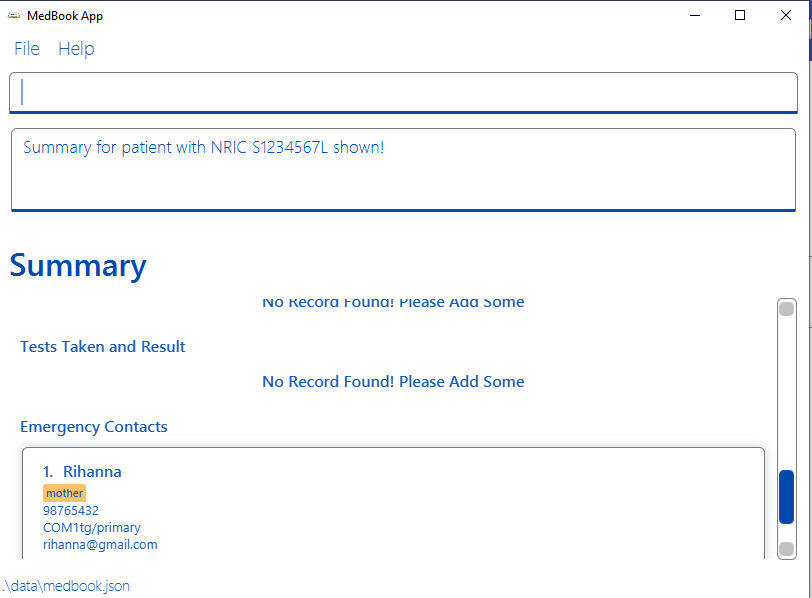 MedBook App
File Help
Summary for patient with NRIC S1234567L shown!
Summary
No Record Found! Please Add Some
Tests Taken and Result
No Record Found! Please Add Some
Emergency Contacts
1. Rihanna
mother
98765432
COM1tg/primary
rihanna@gmail.com
.\data\medbook.json